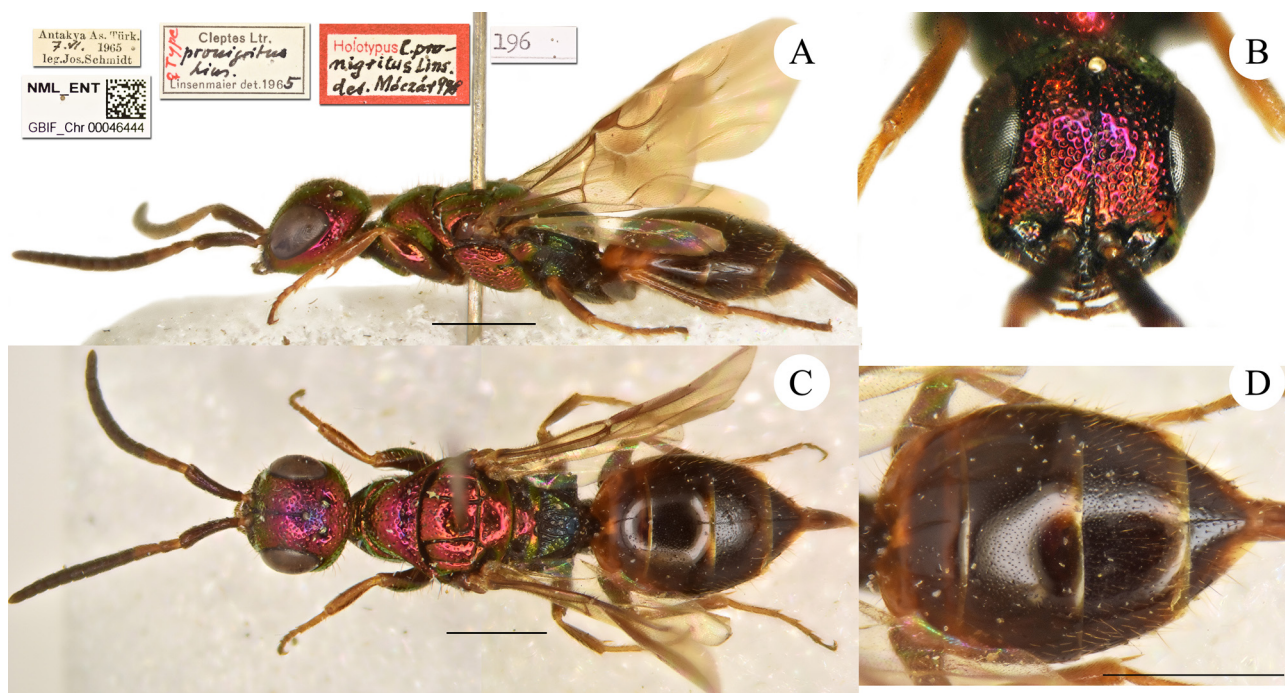 Antakya As. Türk.
7.VI. 1965
leg.Jos.Schmidt
NML_ENT
GBIF_Chr 00046444
♀ Type
Cleptes Ltr.
pronigritus
Lins.
Linsenmaier det.1965
Holotypus C. pro-
nigritus Lins.
des. Móczár
196
A
B
C
D